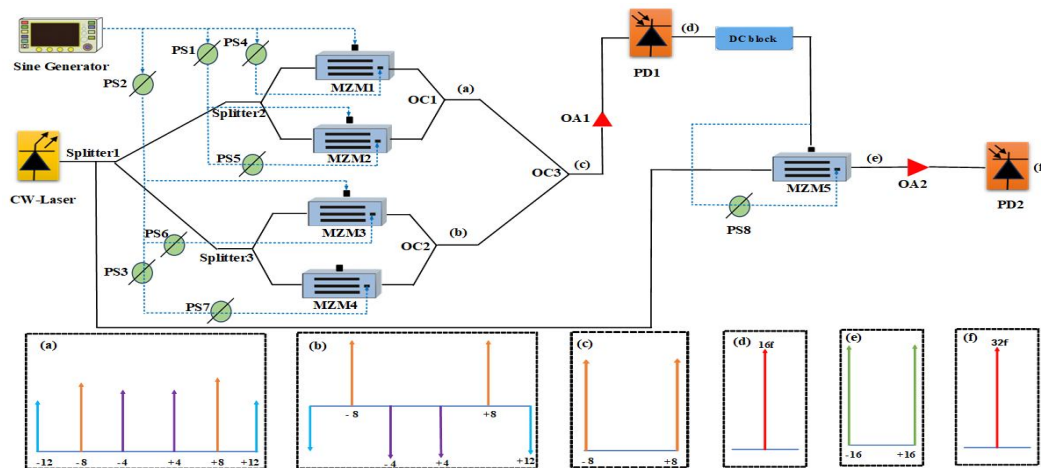 PS1
PS4
Sine Generator
PS2
MZM1
OC1
(a)
Splitter2
MZM2
PS5
Splitter1
CW-Laser
PS6
MZM3
OC2
(b)
Splitter3
PS3
PS7
MZM4
OC3
(c)
OA1
PD1
(d)
DC block
MZM5
PS8
(e)
OA2
PD2
(f
(a)
-12
-8
-4
+4
+8
+12
(b)
- 8
-4
+4
+8
+12
(c)
- 8
+8
(d)
16f
(e)
-16
+16
(f)
32f